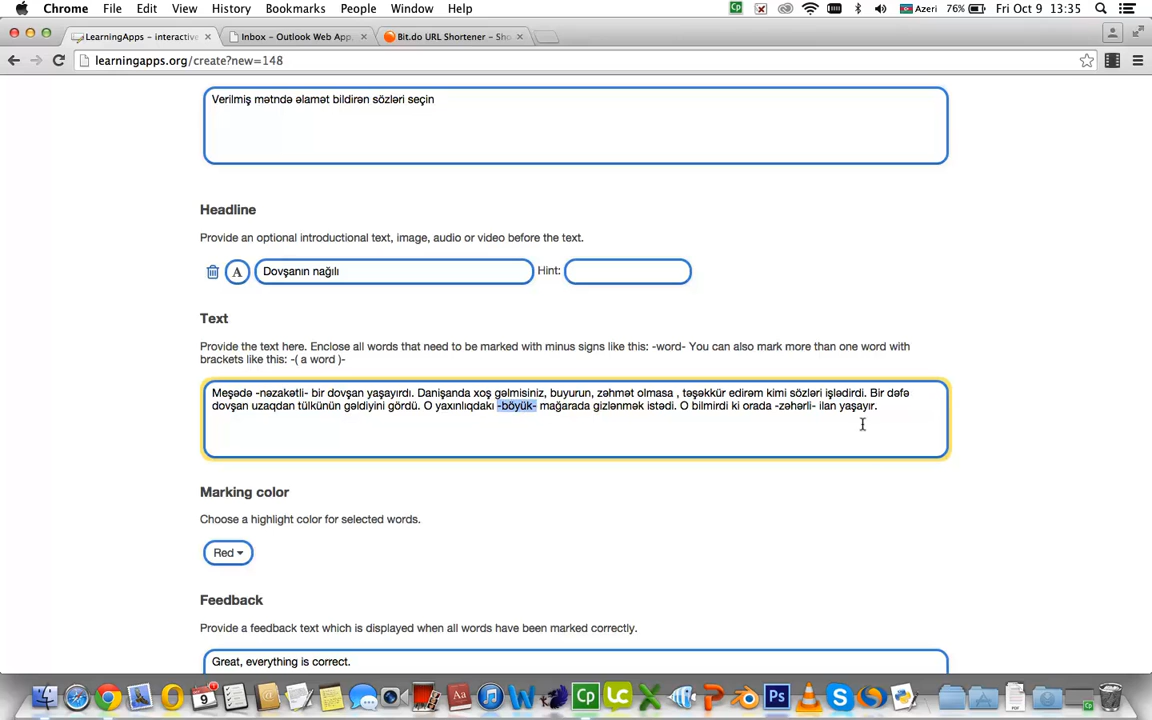 Chrome File Edit View History Bookmarks People Window Help Azeri 76% Fri Oct 9 13:35
LearningApps - interactive Inbox - Outlook Web App, Bit.do URL Shortener - Sho
learningapps.org/create?new=148
Verilmiş mətndə əlamət bildirən sözləri seçin
Headline
Provide an optional introductional text, image, audio or video before the text.
A Dovşanın nağılı Hint:
Text
Provide the text here. Enclose all words that need to be marked with minus signs like this: -word- You can also mark more than one word with
brackets like this: -( a word )-
Meşədə -nəzakətli- bir dovşan yaşayırdı. Danişanda xoş gəlmisiniz, buyurun, zəhmət olmasa , təşəkkür edirəm kimi sözləri işlədirdi. Bir dəfə
dovşan uzaqdan tülkünün gəldiyini gördü. O yaxınlıqdakı -böyük- mağarada gizlənmək istədi. O bilmirdi ki orada -zəhərli- ilan yaşayır.
Marking color
Choose a highlight color for selected words.
Red
Feedback
Provide a feedback text which is displayed when all words have been marked correctly.
Great, everything is correct.